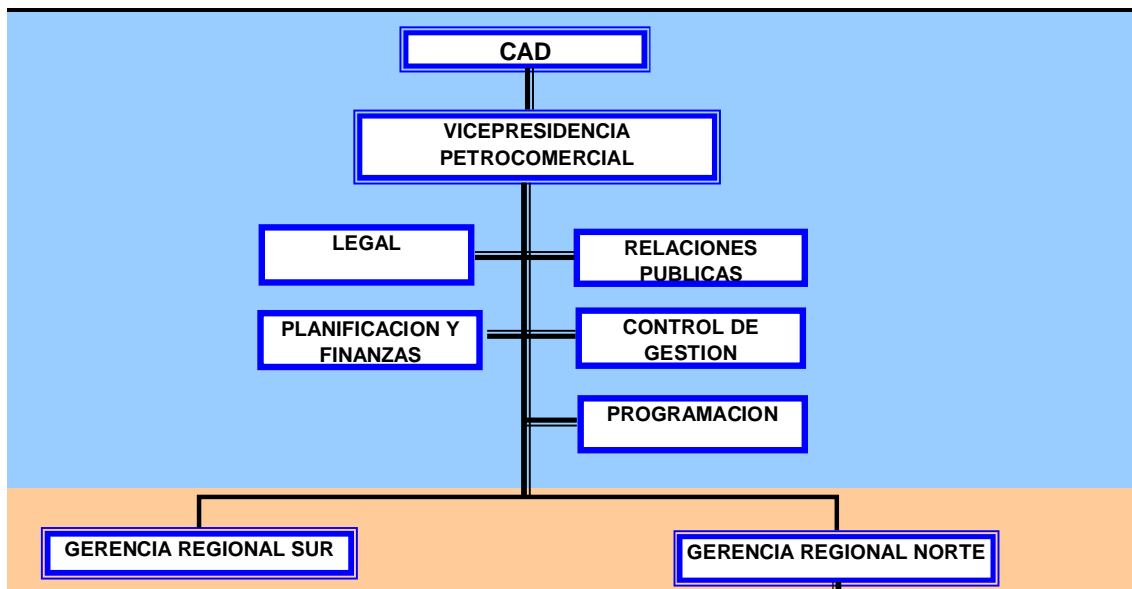 CAD
VICEPRESIDENCIA
PETROCOMERCIAL
LEGAL
RELACIONES
PUBLICAS
PLANIFICACION Y
FINANZAS
CONTROL DE
GESTION
PROGRAMACION
GERENCIA REGIONAL SUR
GERENCIA REGIONAL NORTE